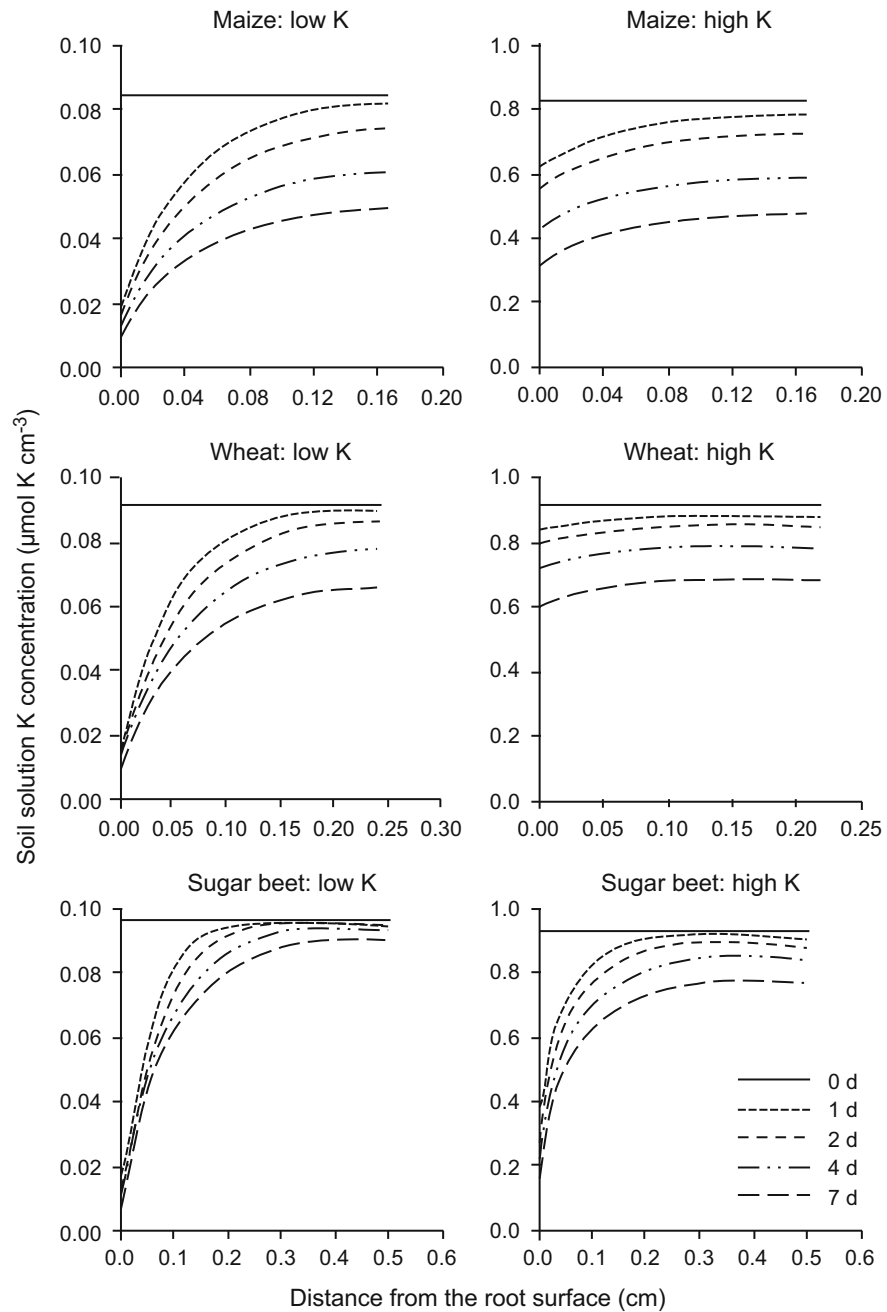 Maize: low K
Maize: high K
0.10
0.08
0.06
0.04
0.02
0.00
0.00 0.04 0.08 0.12 0.16 0.20
1.0
0.8
0.6
0.4
0.2
0.0
0.00 0.04 0.08 0.12 0.16 0.20
Soil solution K concentration (μmol K cm⁻³)
Wheat: low K
Wheat: high K
0.10
0.08
0.06
0.04
0.02
0.00
0.00 0.05 0.10 0.15 0.20 0.25 0.30
1.0
0.8
0.6
0.4
0.2
0.0
0.00 0.05 0.10 0.15 0.20 0.25
Sugar beet: low K
Sugar beet: high K
0.10
0.08
0.06
0.04
0.02
0.00
0.0 0.1 0.2 0.3 0.4 0.5 0.6
1.0
0.8
0.6
0.4
0.2
0.0
0.0 0.1 0.2 0.3 0.4 0.5 0.6
0 d
1 d
2 d
4 d
7 d
Distance from the root surface (cm)